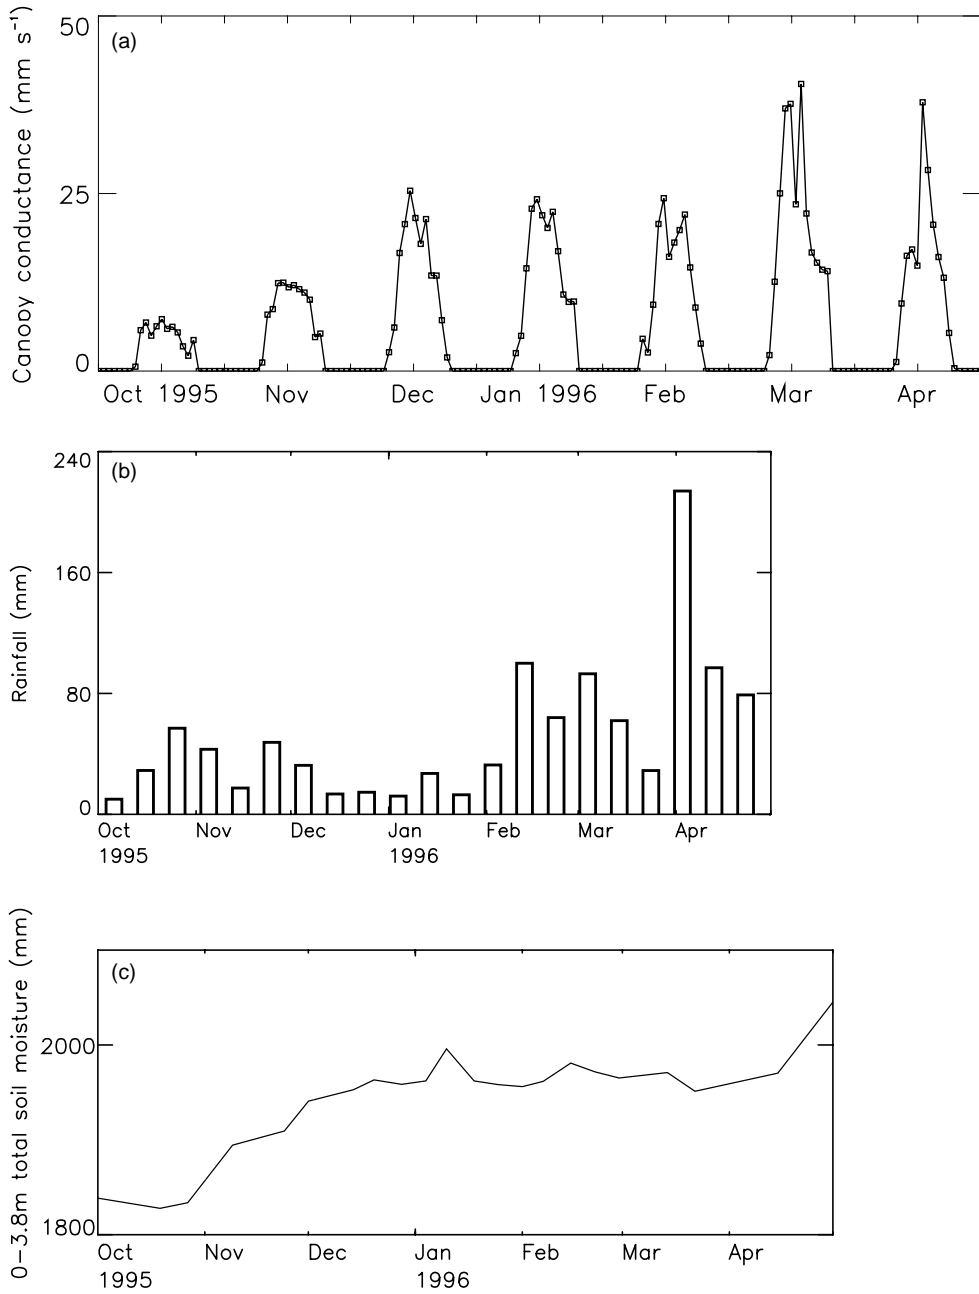 50
(a)
25
0
Canopy conductance (mm s⁻¹)
Oct 1995 Nov Dec Jan 1996 Feb Mar Apr
240
(b)
160
80
0
Rainfall (mm)
Oct Nov Dec Jan Feb Mar Apr
1995 1996
(c)
2000
1800
0-3.8m total soil moisture (mm)
Oct Nov Dec Jan Feb Mar Apr
1995 1996